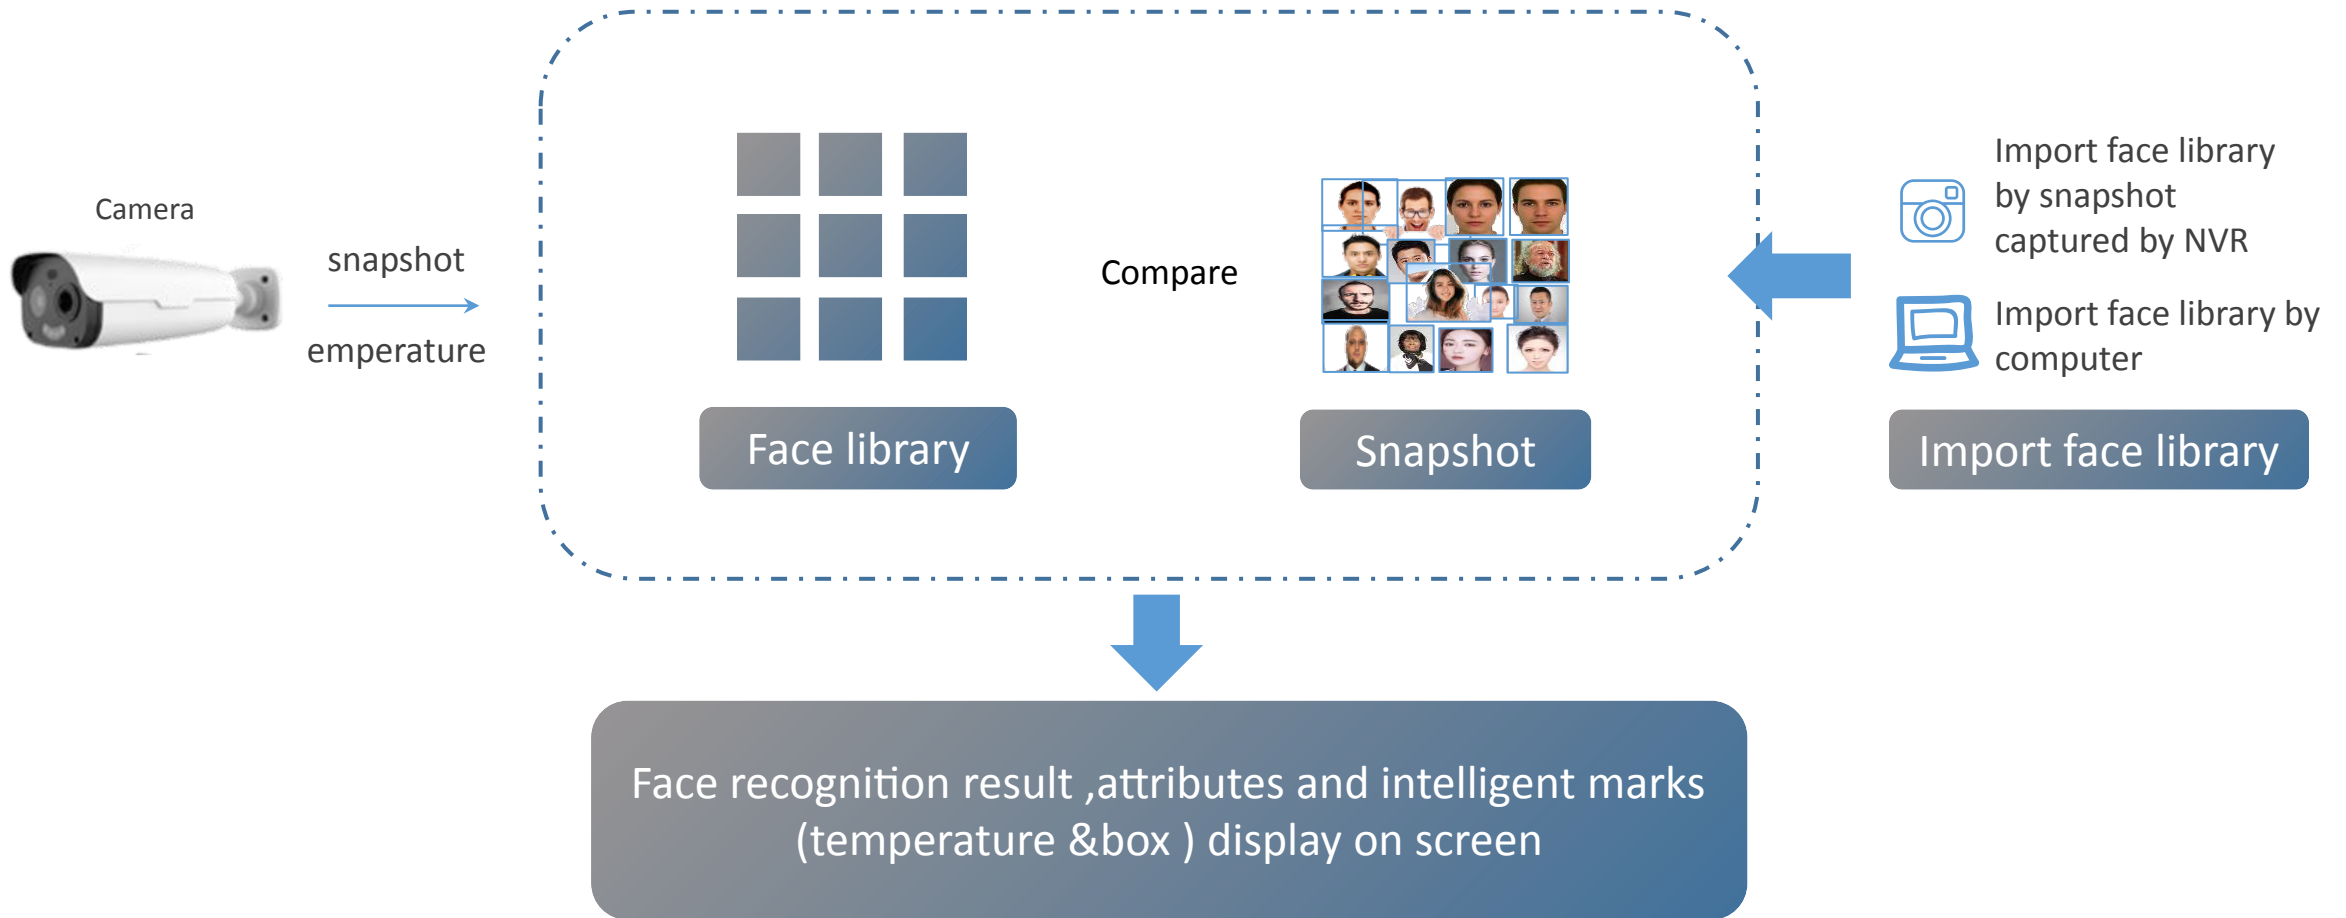 Camera
snapshot
emperature
Compare
Face library
Snapshot
Import face library
by snapshot
captured by NVR
Import face library by
computer
Import face library
Face recognition result ,attributes and intelligent marks
(temperature &box ) display on screen